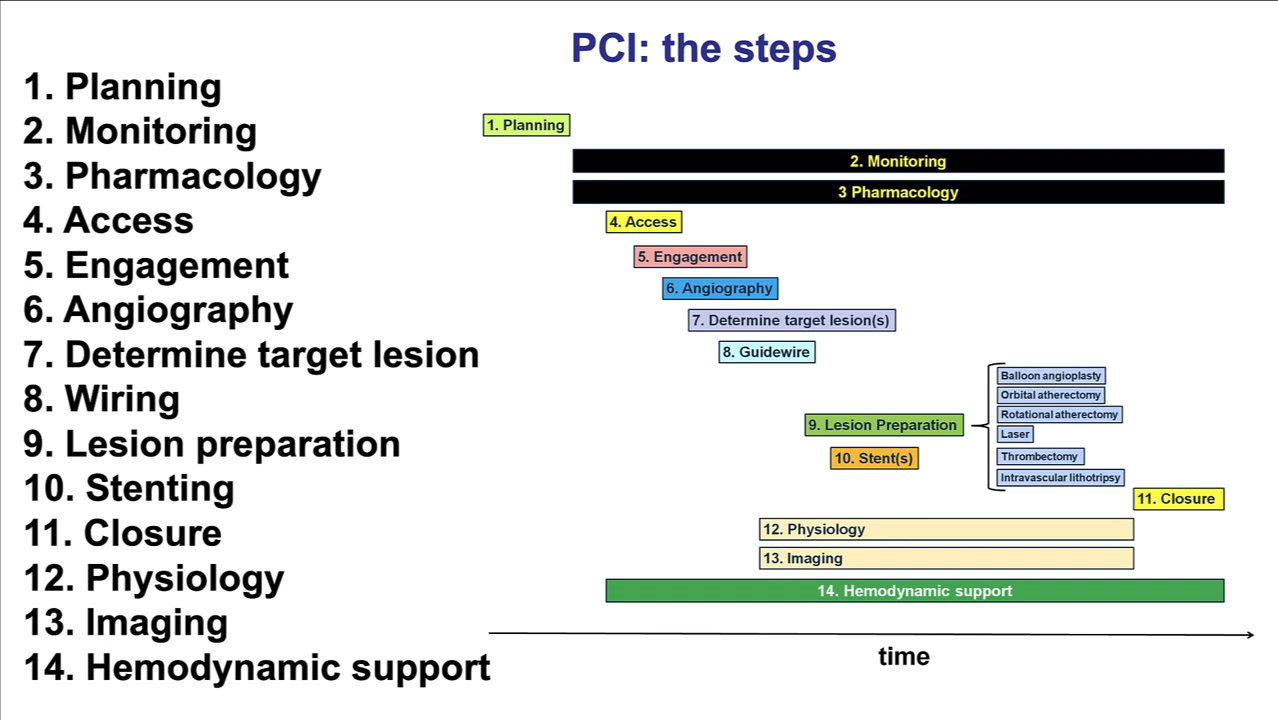 PCI: the steps
1. Planning
2. Monitoring
3. Pharmacology
4. Access
5. Engagement
6. Angiography
7. Determine target lesion
8. Wiring
9. Lesion preparation
10. Stenting
11. Closure
12. Physiology
13. Imaging
14. Hemodynamic support
1. Planning
2. Monitoring
3 Pharmacology
4. Access
5. Engagement
6. Angiography
7. Determine target lesion(s)
8. Guidewire
9. Lesion Preparation
Balloon angioplasty
Orbital atherectomy
Rotational atherectomy
Laser
Thrombectomy
Intravascular lithotripsy
10. Stent(s)
11. Closure
12. Physiology
13. Imaging
14. Hemodynamic support
time